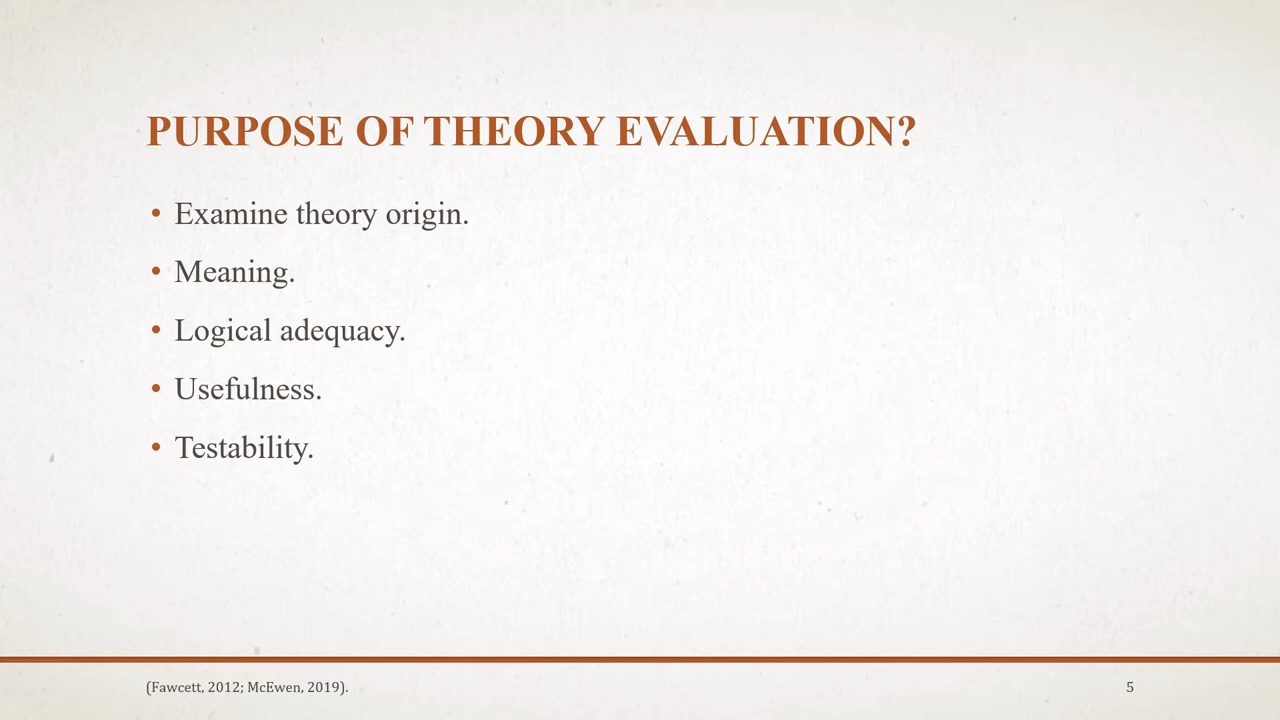 PURPOSE OF THEORY EVALUATION?
• Examine theory origin.
• Meaning.
• Logical adequacy.
• Usefulness.
• Testability.
(Fawcett, 2012; McEwen, 2019).
5